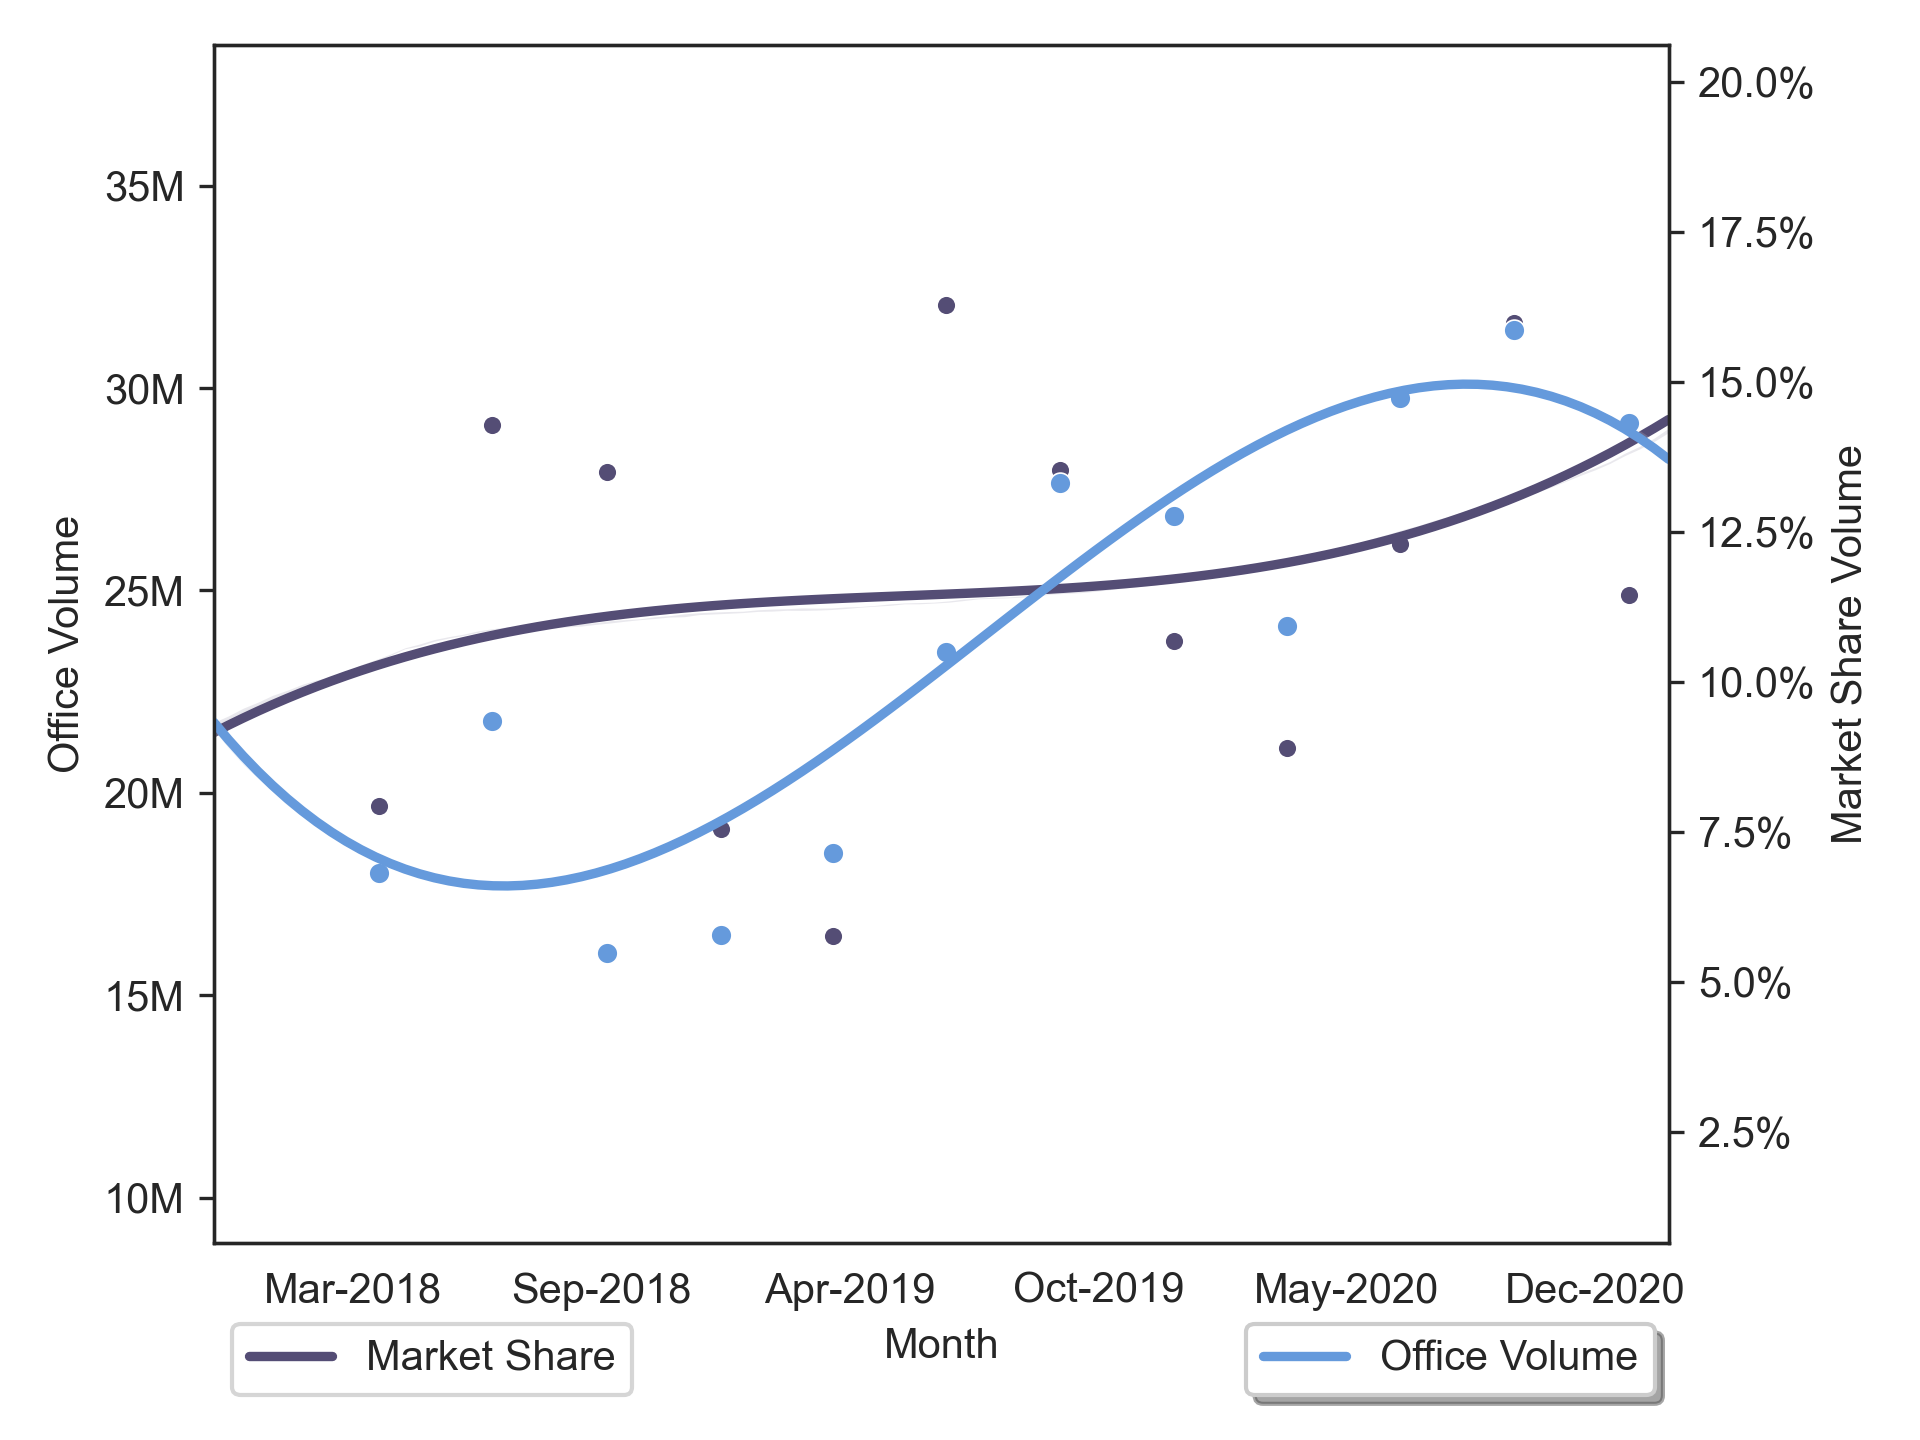 35M
30M
25M
20M
15M
10M
Office Volume
20.0%
17.5%
15.0%
12.5%
10.0%
7.5%
5.0%
2.5%
Market Share Volume
Mar-2018
Sep-2018
Apr-2019
Oct-2019
May-2020
Dec-2020
Month
Market Share
Office Volume